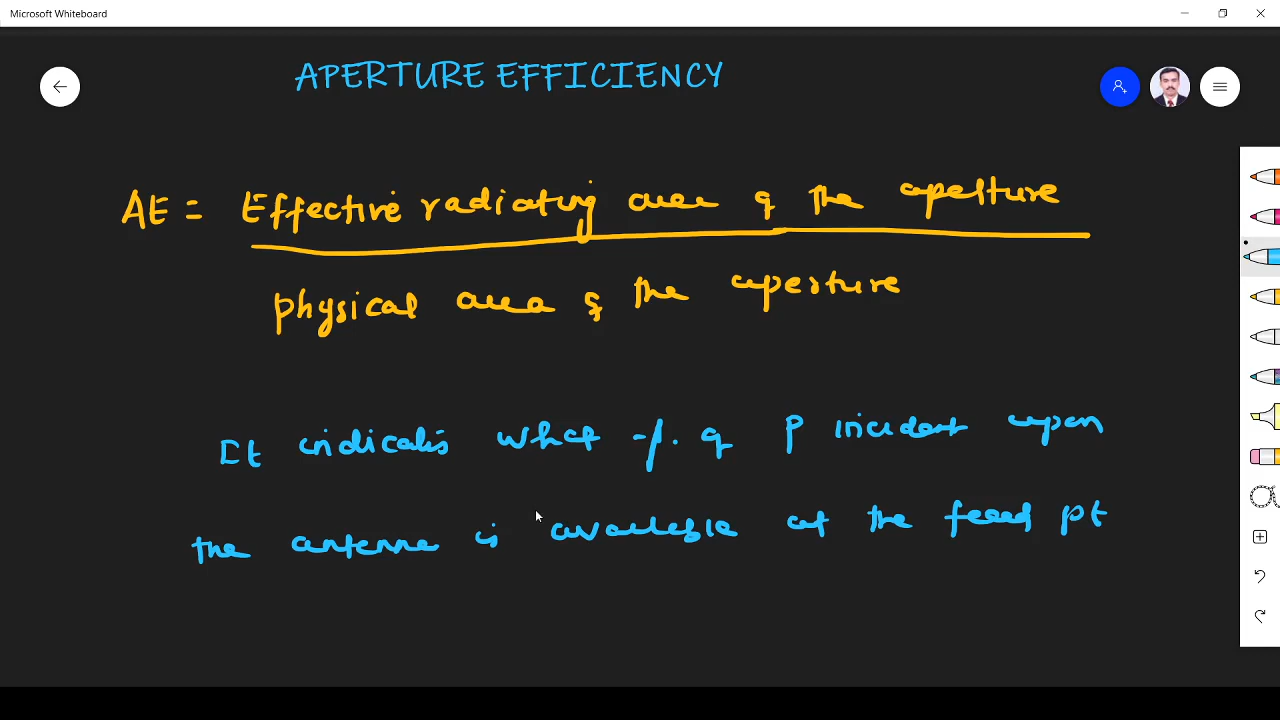 Microsoft Whiteboard
APERTURE EFFICIENCY
AE = Effective radiating area of the aperture
physical area of the aperture
It indicates what %. of P incident upon
the antenna is available at the feed pt